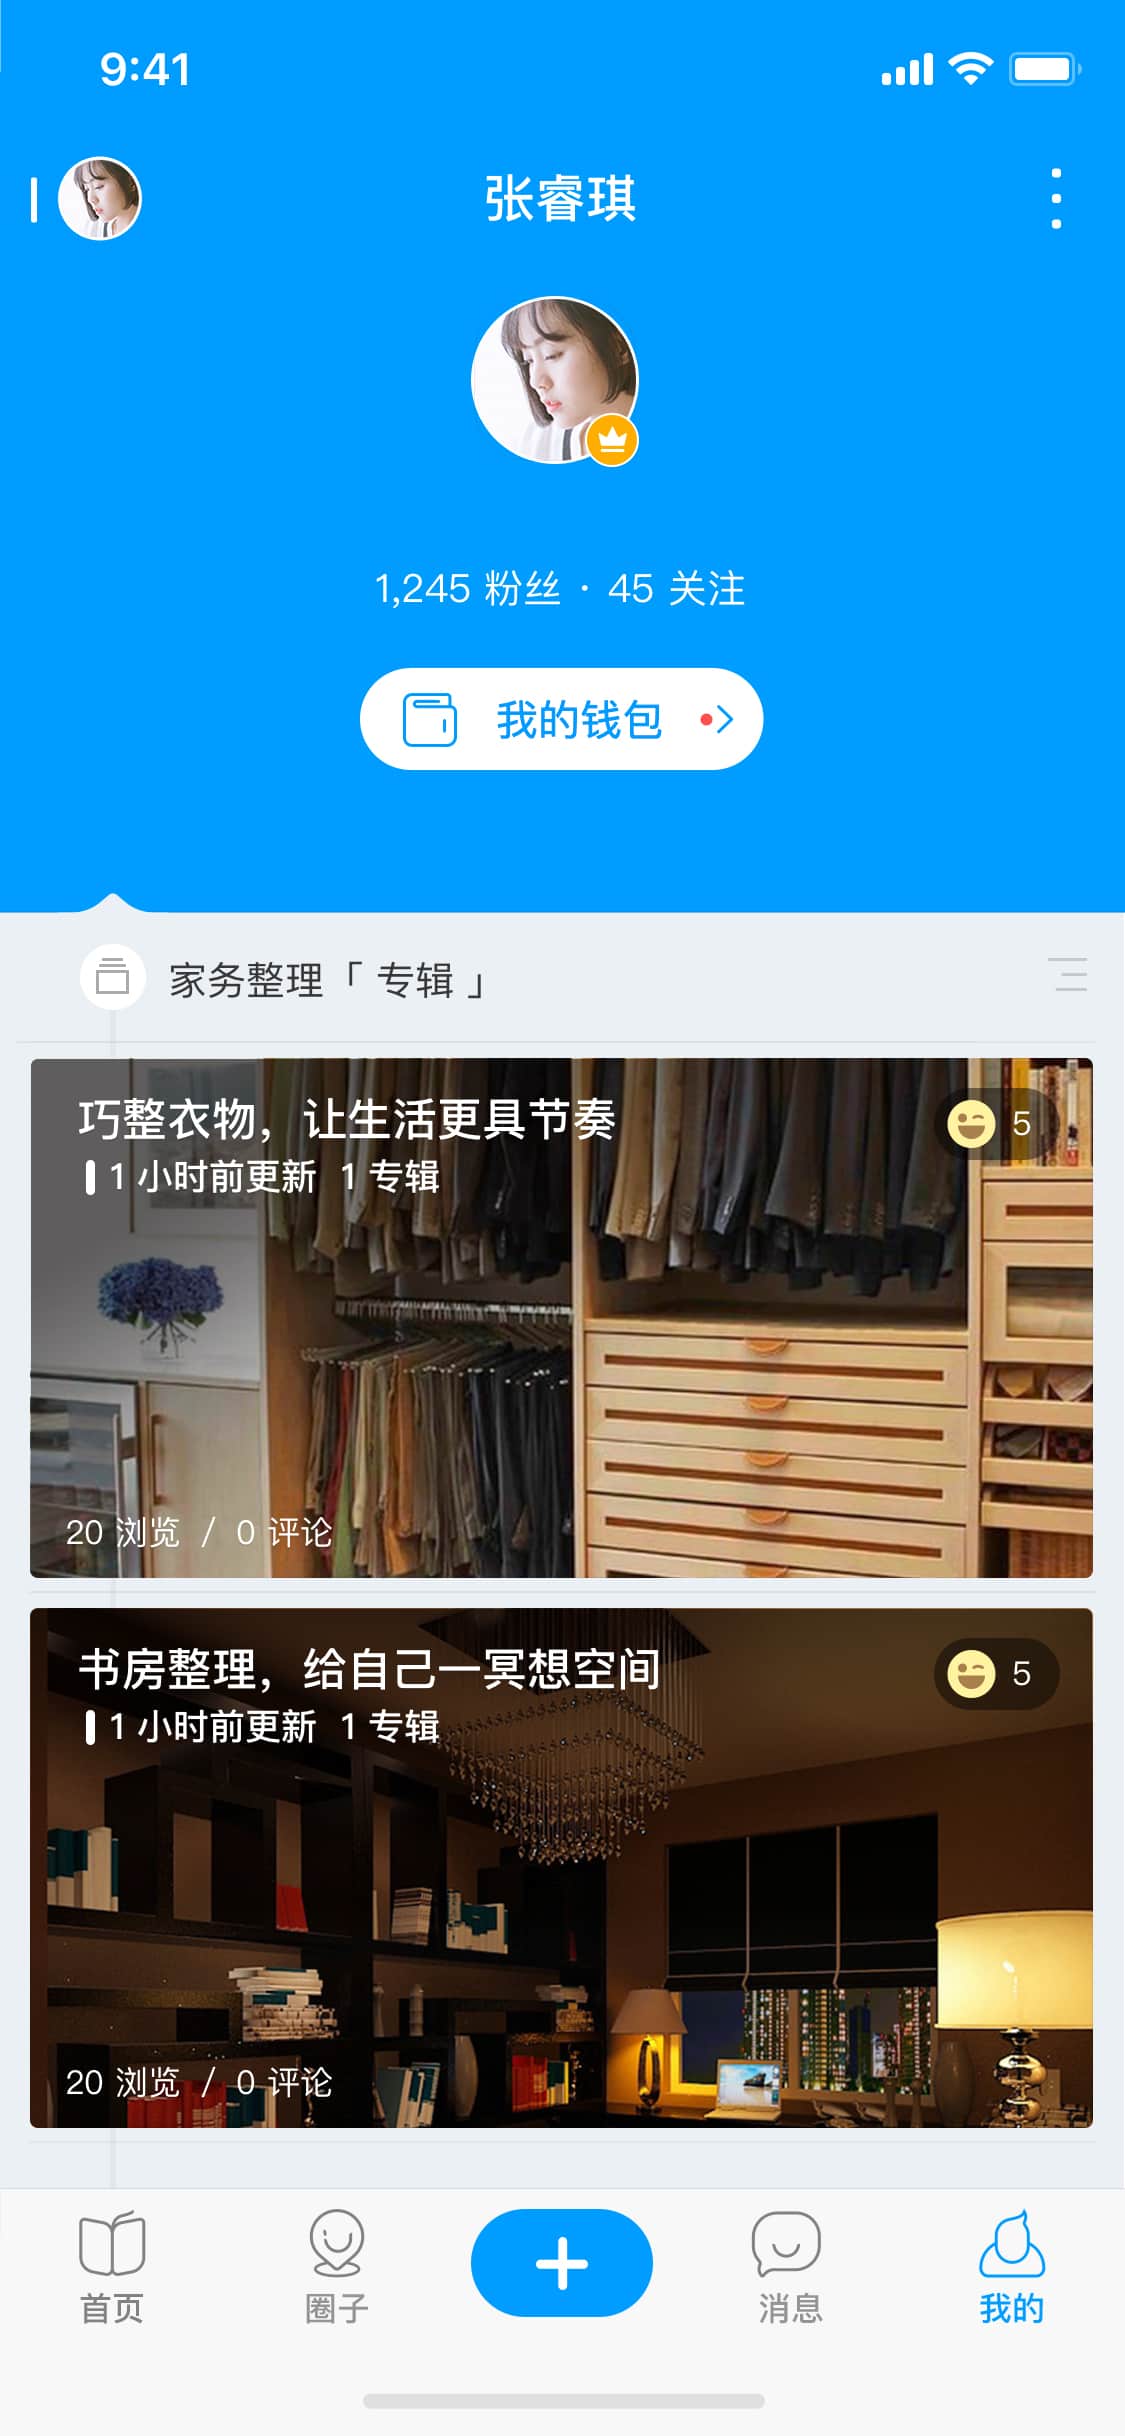 9:41
张睿琪
1,245 粉丝 · 45 关注
我的钱包
家务整理「 专辑 」
巧整衣物，让生活更具节奏
5
1 小时前更新 1 专辑
20 浏览 / 0 评论
书房整理，给自己一冥想空间
5
1 小时前更新 1 专辑
20 浏览 / 0 评论
首页
圈子
消息
我的